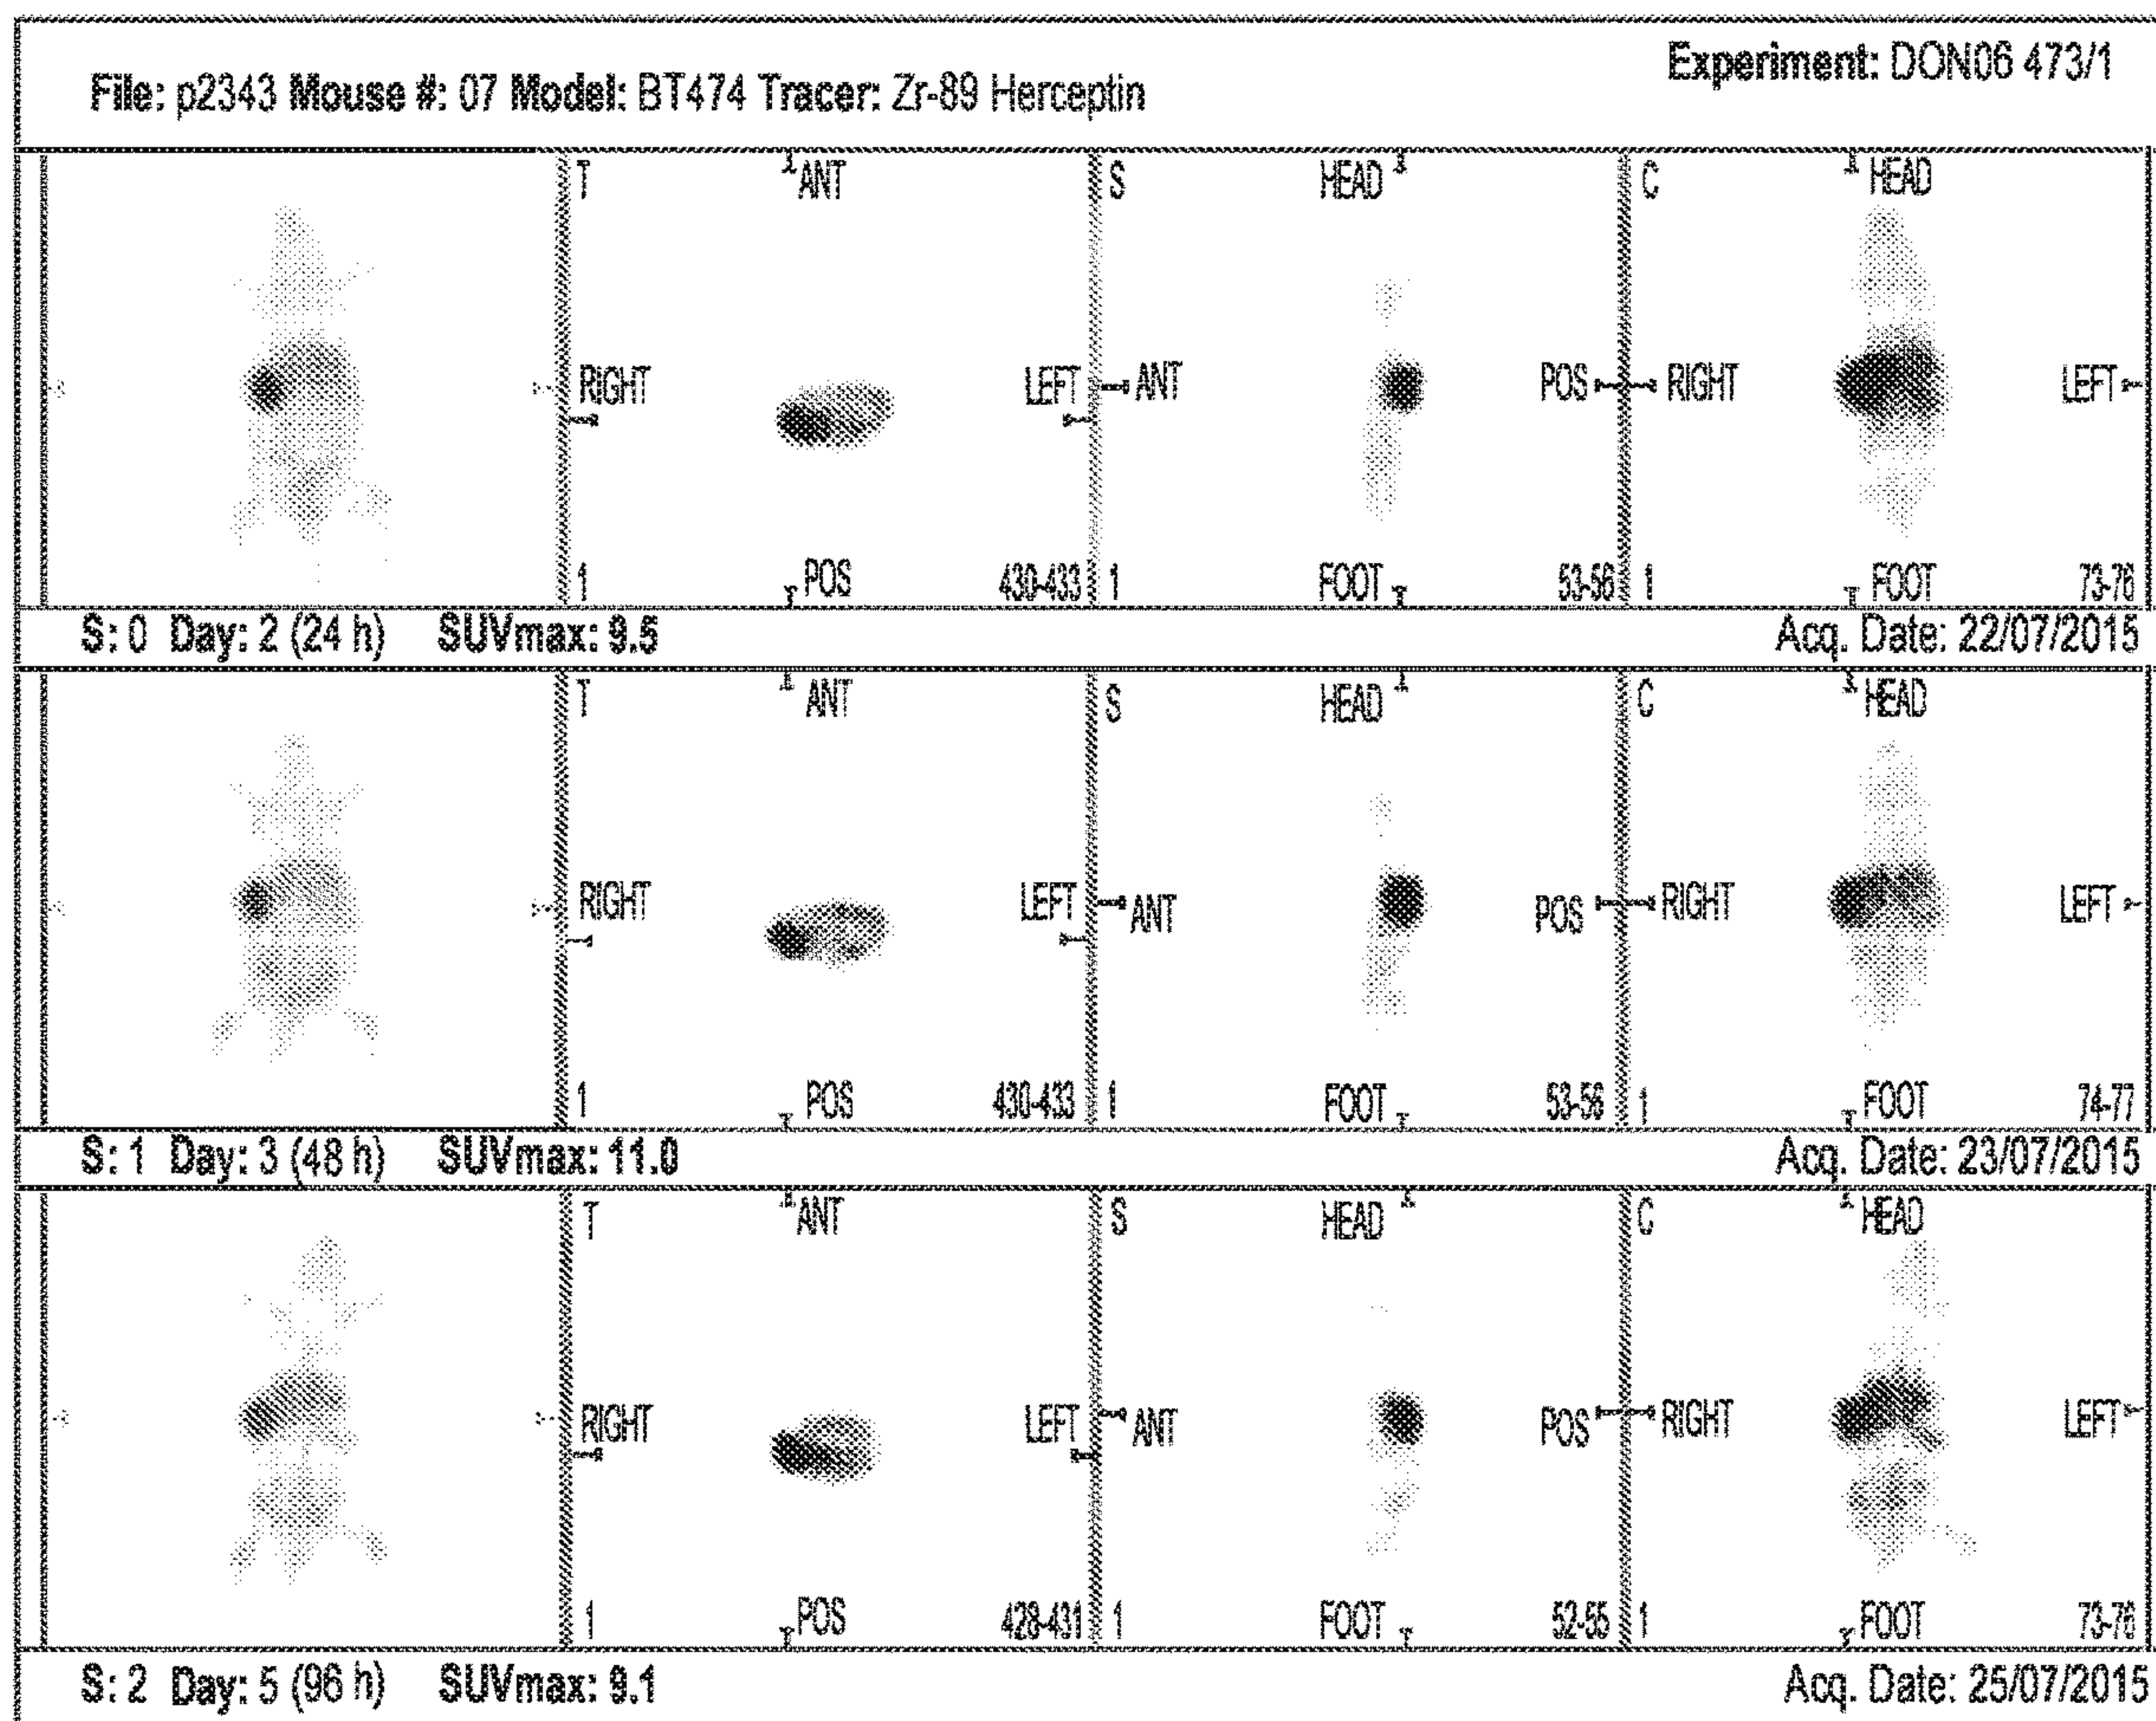 Experiment: DON06 473/1
File: p2343 Mouse #: 07 Model: BT474 Tracer: Zr-89 Herceptin
T ANT S HEAD C HEAD
RIGHT LEFT ANT POS RIGHT LEFT
1 POS 430-433 1 FOOT 53-56 1 FOOT 73-76
S: 0 Day: 2 (24 h) SUVmax: 9.5 Acq. Date: 22/07/2015
T ANT S HEAD C HEAD
RIGHT LEFT ANT POS RIGHT LEFT
1 POS 430-433 1 FOOT 53-56 1 FOOT 74-77
S: 1 Day: 3 (48 h) SUVmax: 11.0 Acq. Date: 23/07/2015
T ANT S HEAD C HEAD
RIGHT LEFT ANT POS RIGHT LEFT
1 POS 428-431 1 FOOT 52-55 1 FOOT 73-76
S: 2 Day: 5 (96 h) SUVmax: 9.1 Acq. Date: 25/07/2015